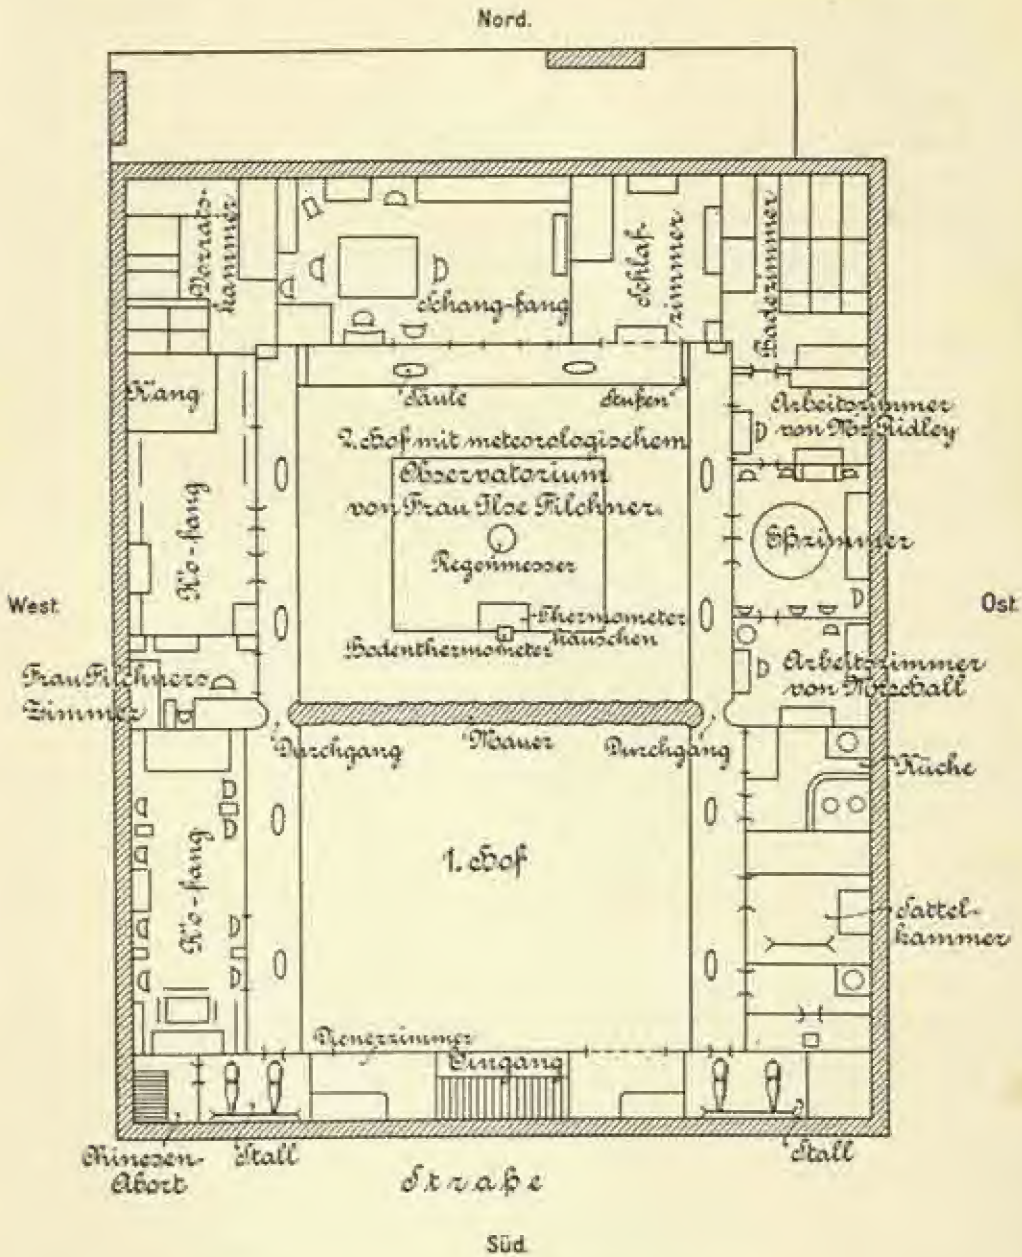 Nord.
Vorrats-
kammer
Schang-fang
Schlaf-
zimmer
Badezimmer
Kang
Säule
Stufen
Arbeitszimmer
von Mr. Ridley
2. Hof mit meteorologischem
Observatorium
von Frau Ilse Filchner.
Regenmesser
Ko-fang
Eßzimmer
West.
Ost.
Thermometer
häuschen
Bodenthermometer
Frau Filchners
Zimmer
Arbeitszimmer
von
Durchgang
Mauer
Durchgang
Küche
1. Hof
Ko-fang
Sattel-
kammer
Dienerzimmer
Eingang
Chinesen-
Abort
Stall
Stall
Straße
Süd.